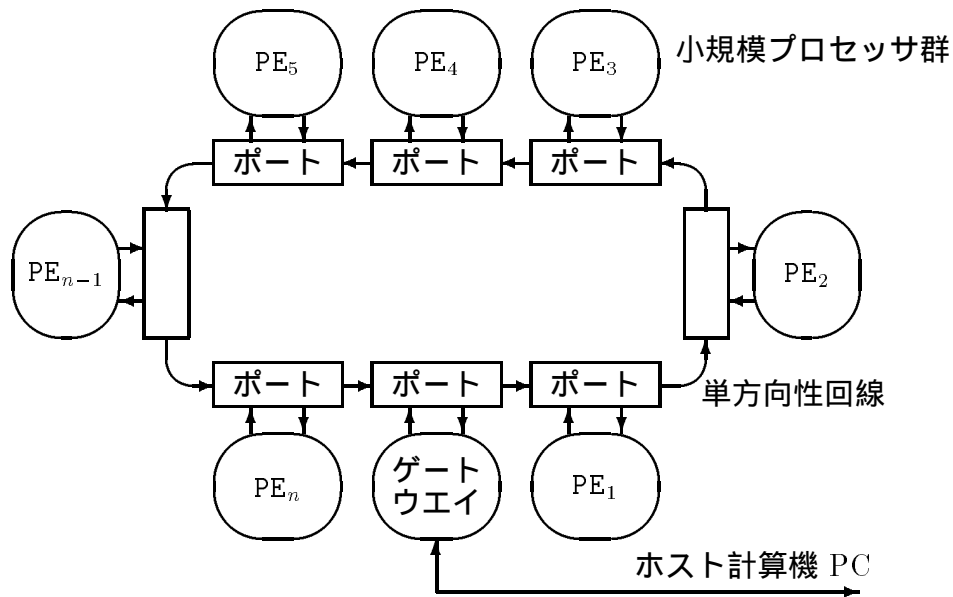 PE₅
PE₄
PE₃
小規模プロセッサ群
ポート
ポート
ポート
PEₙ₋₁
PE₂
ポート
ポート
ポート
単方向性回線
PEₙ
ゲート
ウエイ
PE₁
ホスト計算機 PC